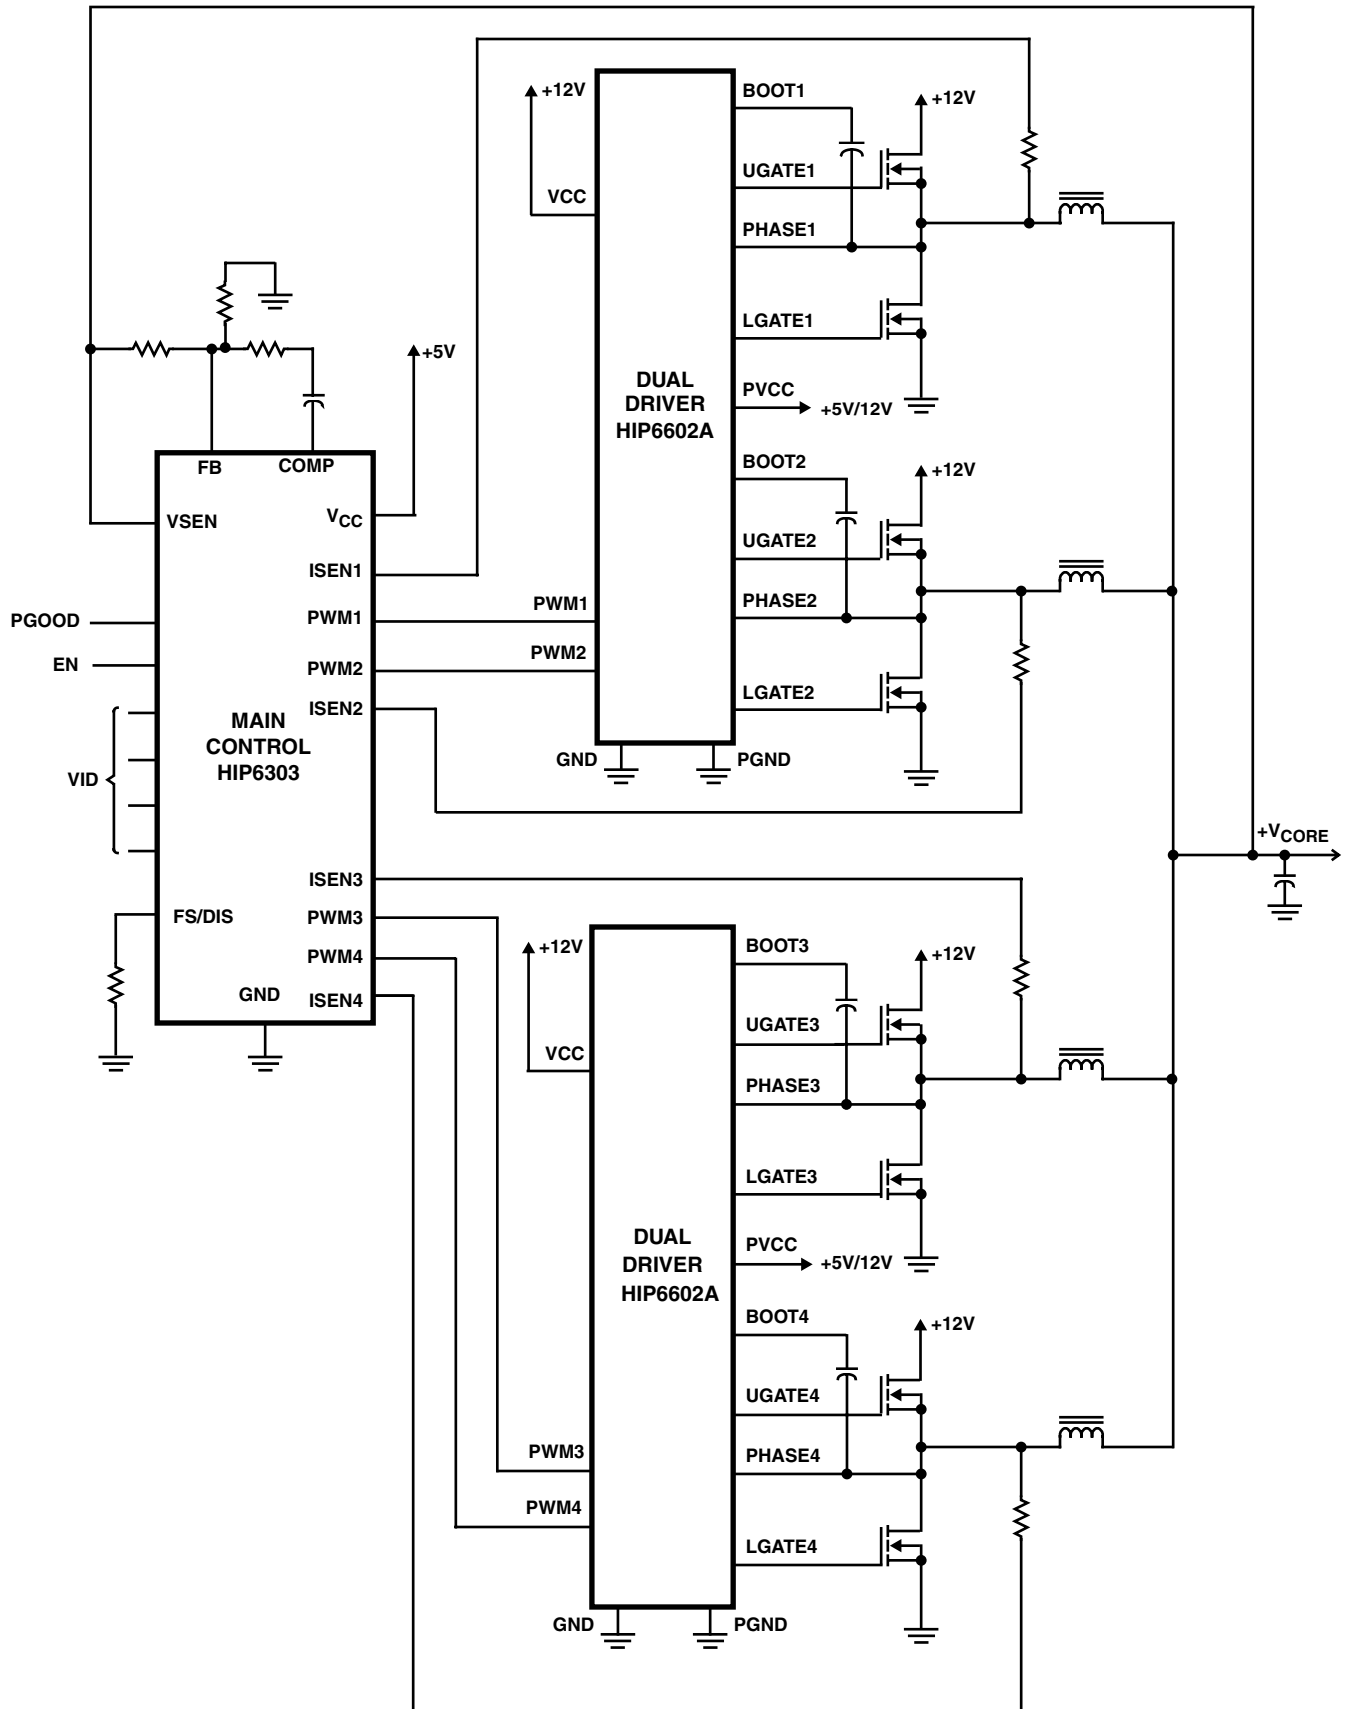 +12V
BOOT1
+12V
UGATE1
VCC
PHASE1
LGATE1
+5V
DUAL
DRIVER
HIP6602A
PVCC
+5V/12V
FB
COMP
BOOT2
+12V
VSEN
VCC
UGATE2
ISEN1
PWM1
PWM1
PHASE2
PGOOD
EN
PWM2
PWM2
ISEN2
LGATE2
MAIN
CONTROL
HIP6303
VID
GND
PGND
+VCORE
ISEN3
FS/DIS
PWM3
PWM4
GND
ISEN4
+12V
BOOT3
+12V
UGATE3
VCC
PHASE3
LGATE3
DUAL
DRIVER
HIP6602A
PVCC
+5V/12V
BOOT4
+12V
UGATE4
PWM3
PHASE4
PWM4
LGATE4
GND
PGND